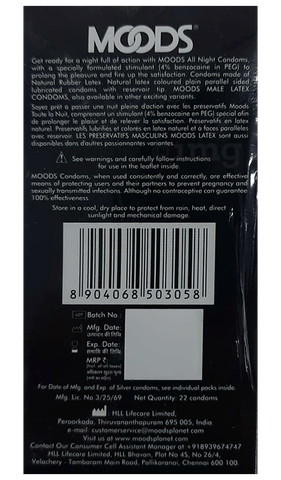 MOODS®
Get ready for a night full of action with MOODS All Night Condoms,
with a specially formulated stimulant (4% benzocaine in PEG) to
prolong the pleasure and fire up the satisfaction. Condoms made of
Natural Rubber Latex. Natural latex coloured plain parallel sided
lubricated condoms with reservoir tip. MOODS MALE LATEX
CONDOMS, also available in other exciting variants.
Soyez prêt à passer une nuit pleine d'action avec les préservatifs Moods
Toute la Nuit, comprenant un stimulant (4% benzocaine en PEG) spécial afin
de prolonger le plaisir et d'enflammer la satisfaction. Préservatifs en latex
naturel. Preservatifs lubrifiés et colorés en latex naturel et a faces parallèles
avec reservoir. LES PRÉSERVATIFS MASCULINS MOODS LATEX sont aussi
disponibles dans d'autres passionnantes variantes.
See warnings and carefully follow instructions
for use in the leaflet inside.
MOODS Condoms, when used consistently and correctly, are effective
means of protecting users and their partners to prevent pregnancy and
sexually transmitted infections. Although no contraceptive can guarantee
100% effectiveness.
Store in a cool, dry place to protect from rain, heat, direct
sunlight and mechanical damage.
8 904068 503058
LOT Batch No.:
Mfg. Date:
उत्पादन की तिथि
Exp. Date:
समाप्ति की तिथि
MRP ₹:
For Date of Mfg. and Exp. of Silver condoms, see individual packs inside.
Mfg. Lic. No.3/25/69 Net Quantity: 22 condoms
HLL Lifecare Limited,
Peroorkada, Thiruvananthapuram 695 005, India
e-mail:customerservice@moodsplanet.com
Visit us at www.moodsplanet.com
Contact Our Consumer Cell Assistant Manager at :+918939674747
HLL Lifecare Limited, HLL Bhavan, Plot No 45, No 26/4,
Velachery - Tambaram Main Road, Pallikaranai, Chennai 600 100.